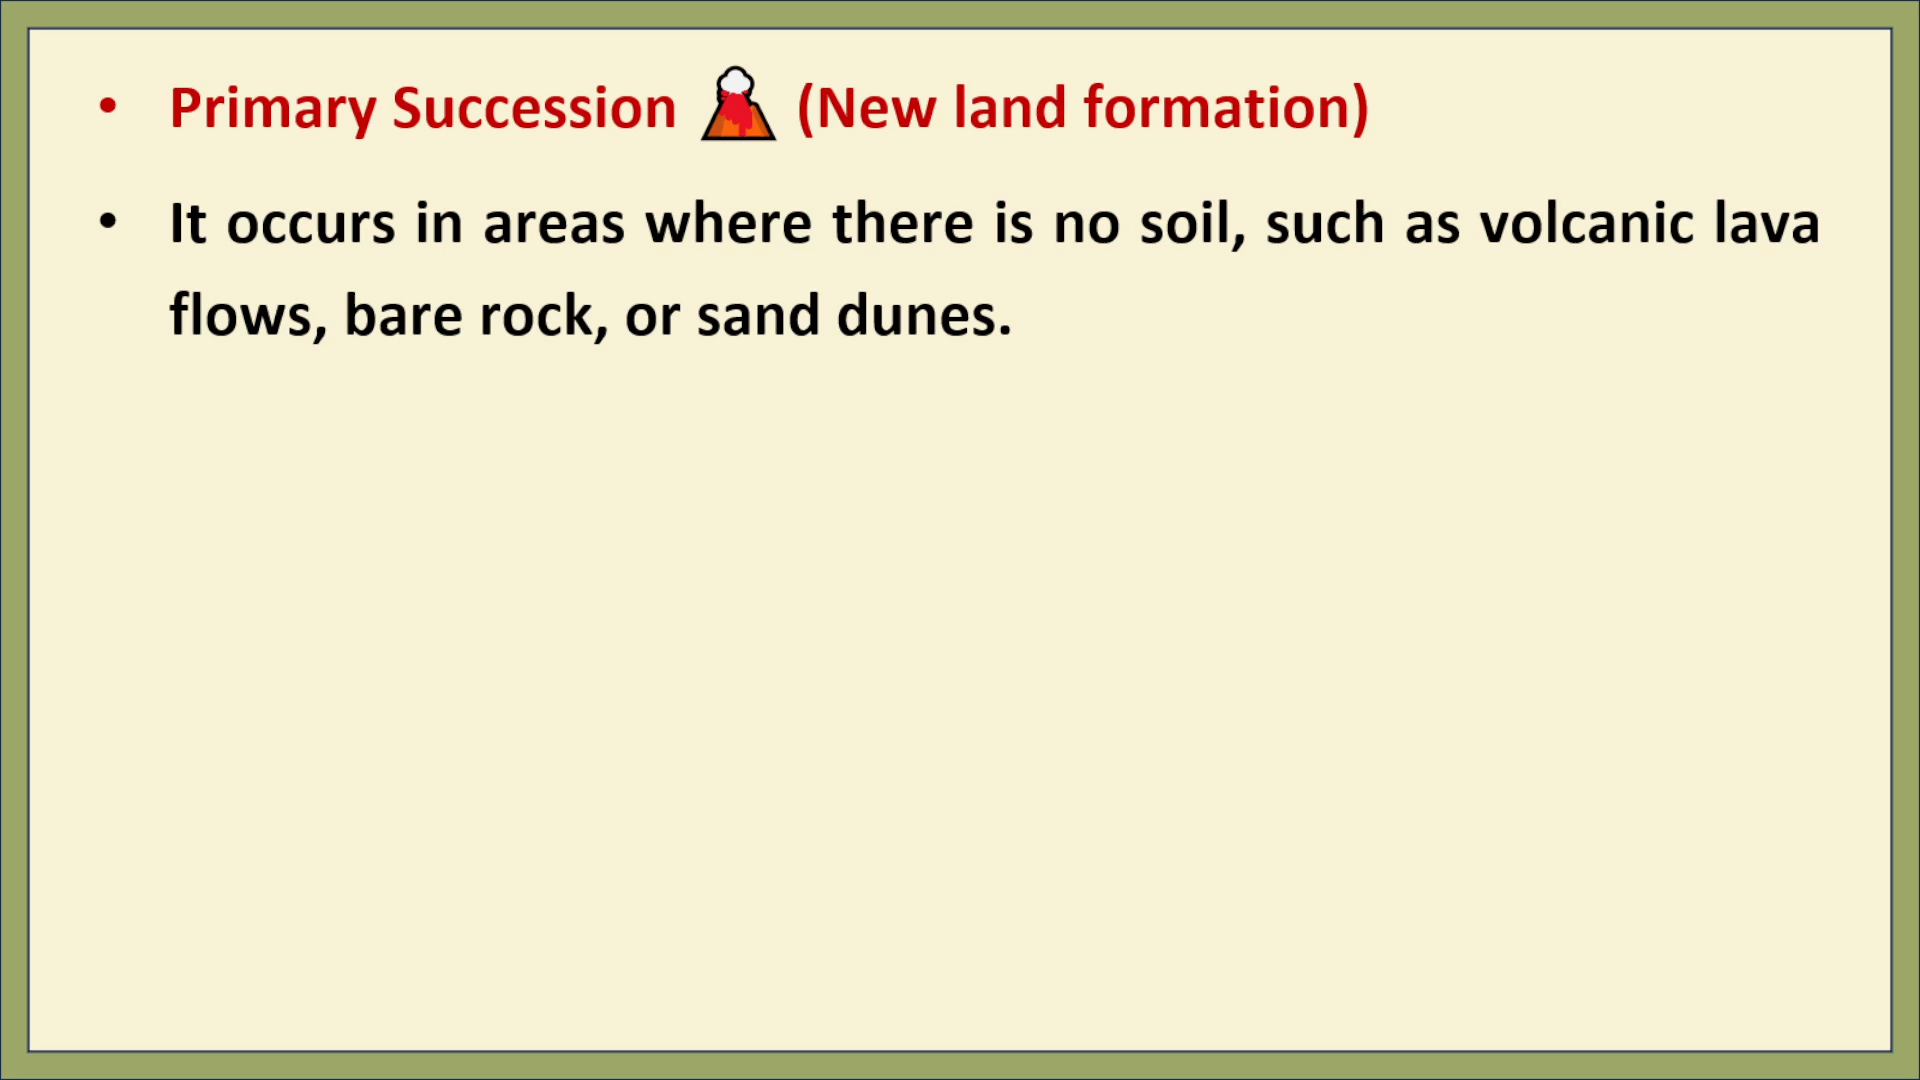 • Primary Succession 🌋 (New land formation)
• It occurs in areas where there is no soil, such as volcanic lava
flows, bare rock, or sand dunes.